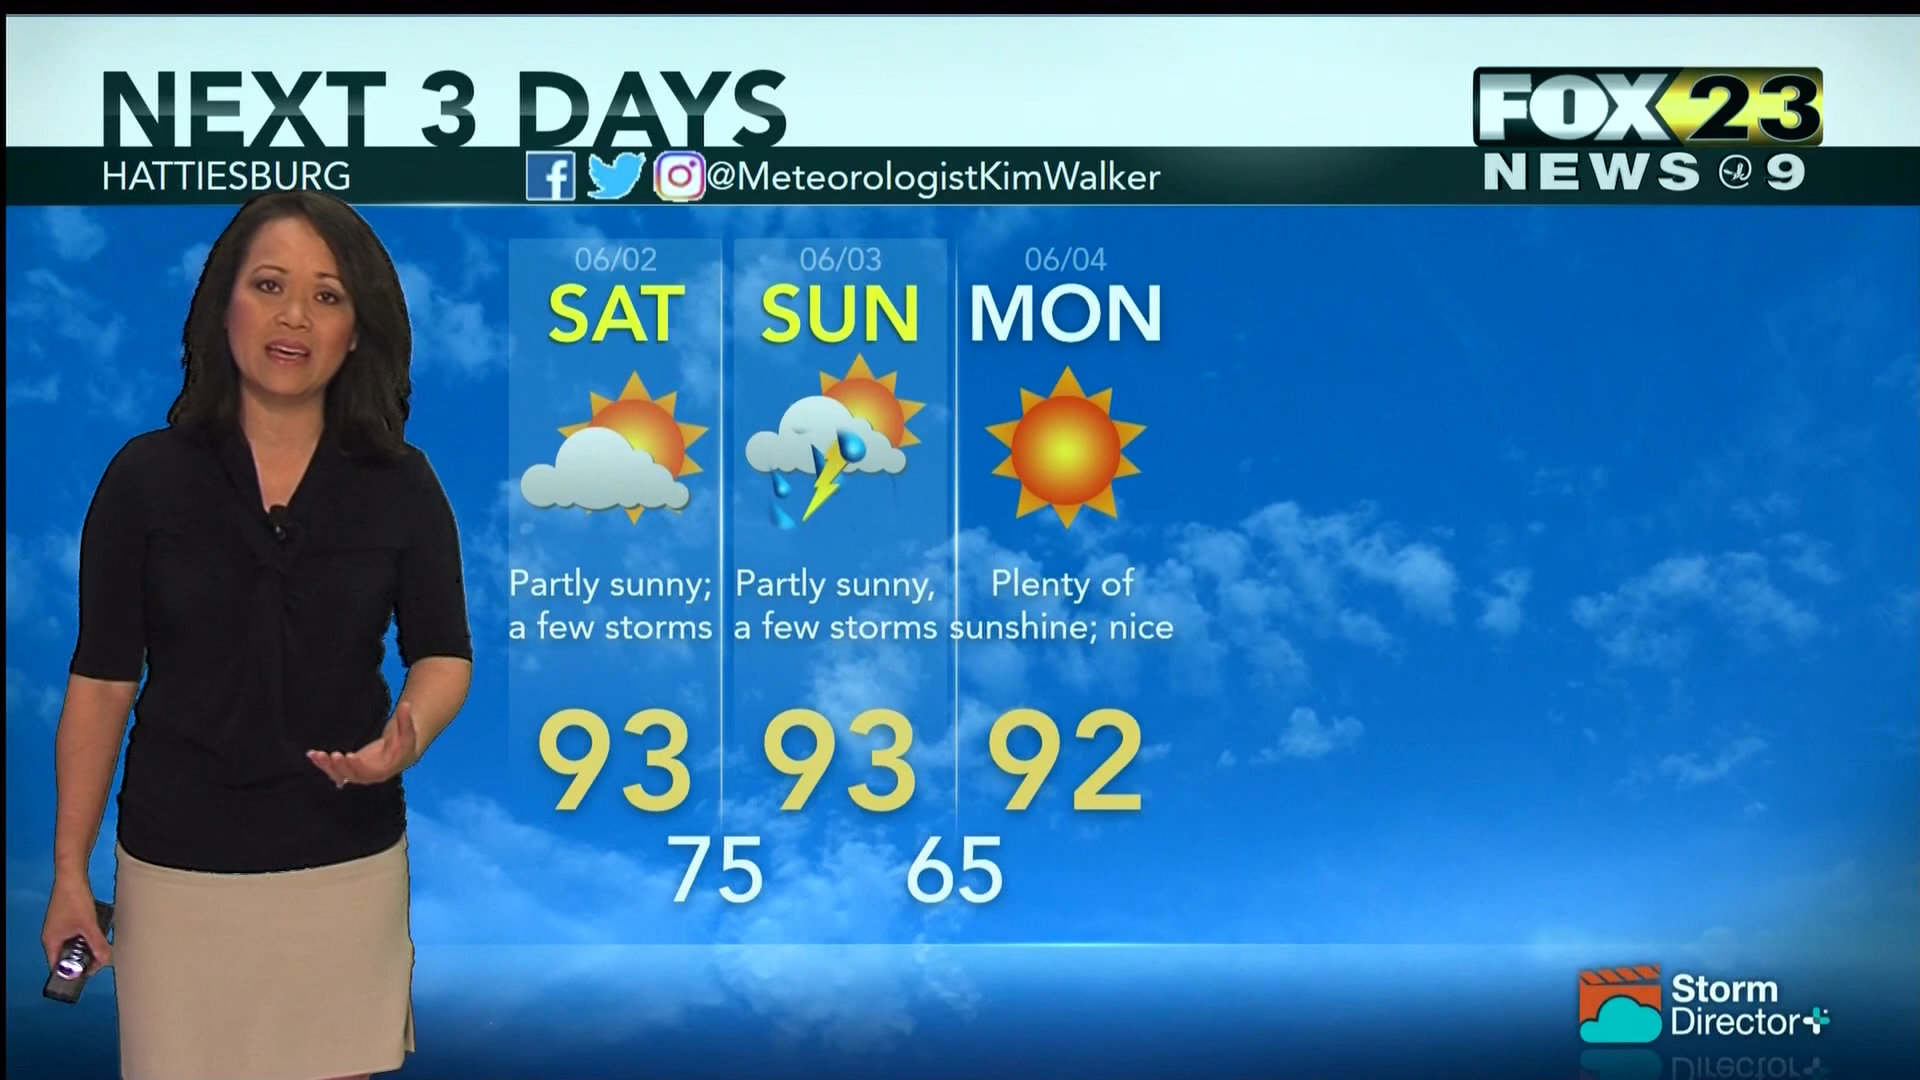 NEXT 3 DAYS
HATTIESBURG
@MeteorologistKimWalker
FOX 23
NEWS @ 9
06/02
SAT
Partly sunny;
a few storms
93
75
06/03
SUN
Partly sunny,
a few storms
93
65
06/04
MON
Plenty of
sunshine; nice
92
Storm
Director+